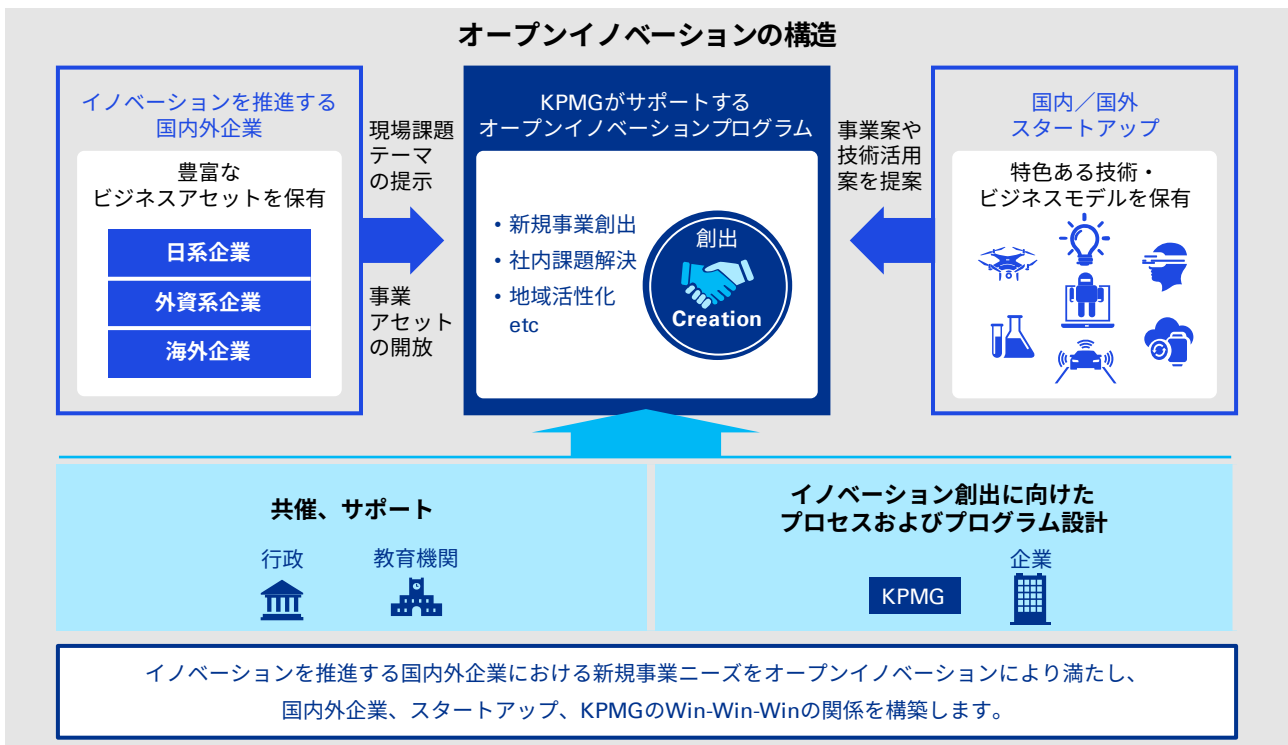 オープンイノベーションの構造
イノベーションを推進する
国内外企業
豊富な
ビジネスアセットを保有
日系企業
外資系企業
海外企業
現場課題
テーマ
の提示
事業
アセット
の開放
KPMGがサポートする
オープンイノベーションプログラム
・新規事業創出
・社内課題解決
・地域活性化
etc
創出
Creation
事業案や
技術活用
案を提案
国内／国外
スタートアップ
特色ある技術・
ビジネスモデルを保有
共催、サポート
行政
教育機関
イノベーション創出に向けた
プロセスおよびプログラム設計
KPMG
企業
イノベーションを推進する国内外企業における新規事業ニーズをオープンイノベーションにより満たし、
国内外企業、スタートアップ、KPMGのWin-Win-Winの関係を構築します。